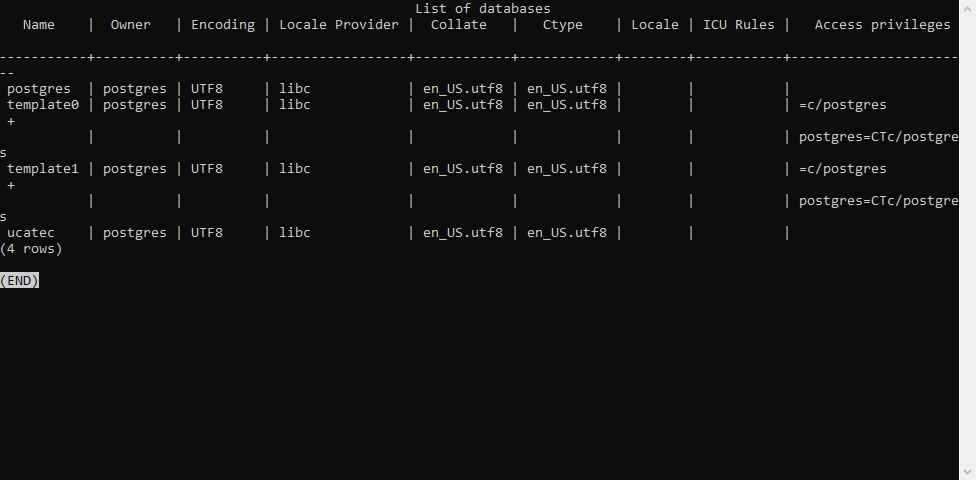 List of databases
   Name    |  Owner   | Encoding | Locale Provider |  Collate   |   Ctype    | Locale | ICU Rules |   Access privileges
-----------+----------+----------+-----------------+------------+------------+--------+-----------+---------------------
--
 postgres  | postgres | UTF8     | libc            | en_US.utf8 | en_US.utf8 |        |           |
 template0 | postgres | UTF8     | libc            | en_US.utf8 | en_US.utf8 |        |           | =c/postgres
 +
           |          |          |                 |            |            |        |           | postgres=CTc/postgre
s
 template1 | postgres | UTF8     | libc            | en_US.utf8 | en_US.utf8 |        |           | =c/postgres
 +
           |          |          |                 |            |            |        |           | postgres=CTc/postgre
s
 ucatec    | postgres | UTF8     | libc            | en_US.utf8 | en_US.utf8 |        |           |
(4 rows)
(END)